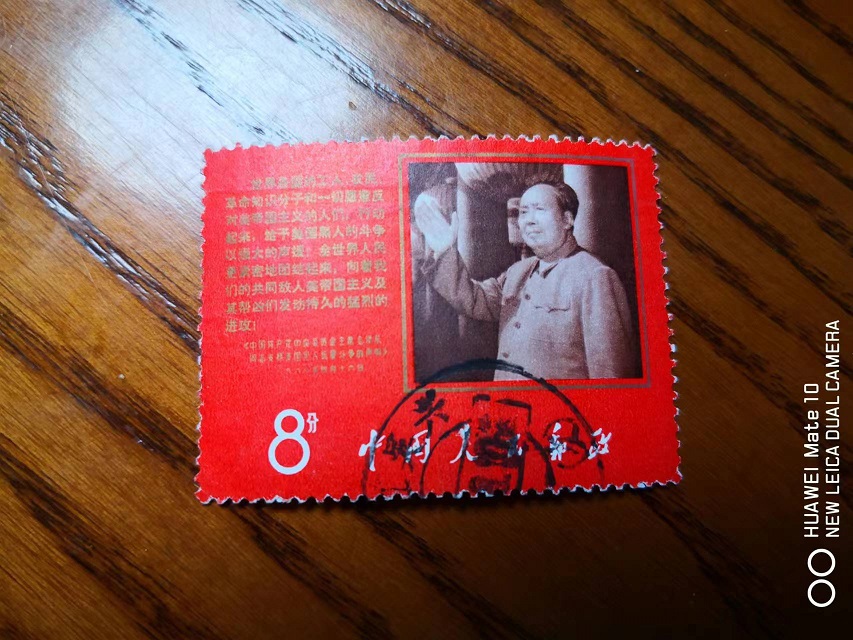 世界各国的工人、农民、
革命知识分子和一切愿意反
对美帝国主义的人们，行动
起来，给予美国黑人的斗争
以强大的声援！全世界人民
更紧密地团结起来，向着我
们的共同敌人美帝国主义及
其帮凶们发动持久的猛烈的
进攻！
8分
中国人民邮政
HUAWEI Mate 10
NEW LEICA DUAL CAMERA